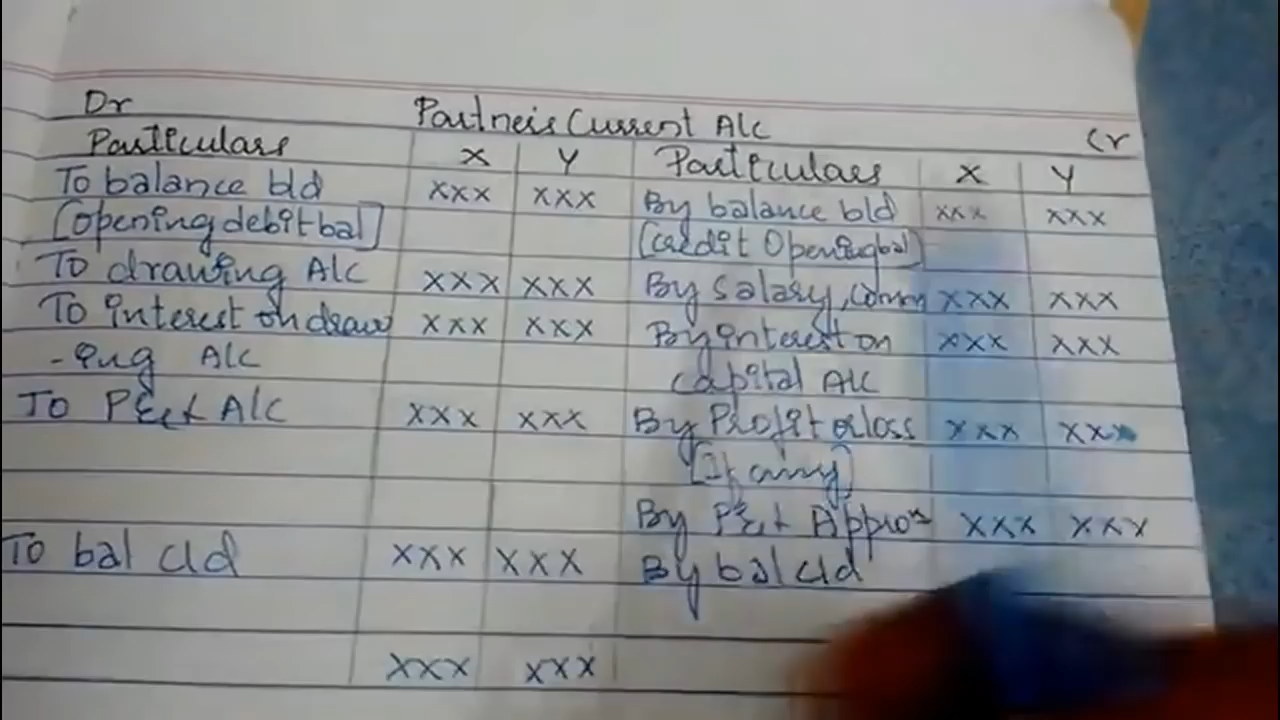 Dr Partners Current A/c Cr
Particulars X Y Particulars X Y
To balance b/d xxx xxx By balance b/d xxx xxx
[opening debit bal] [credit Opening bal]
To drawing A/c xxx xxx By Salary, Comm xxx xxx
To interest on draw xxx xxx By interest on xxx xxx
-ing A/c Capital A/c
To P&L A/c xxx xxx By Profit or loss xxx xxx
[If any]
By P&L Appron xxx xxx
To bal c/d xxx xxx By bal c/d
xxx xxx